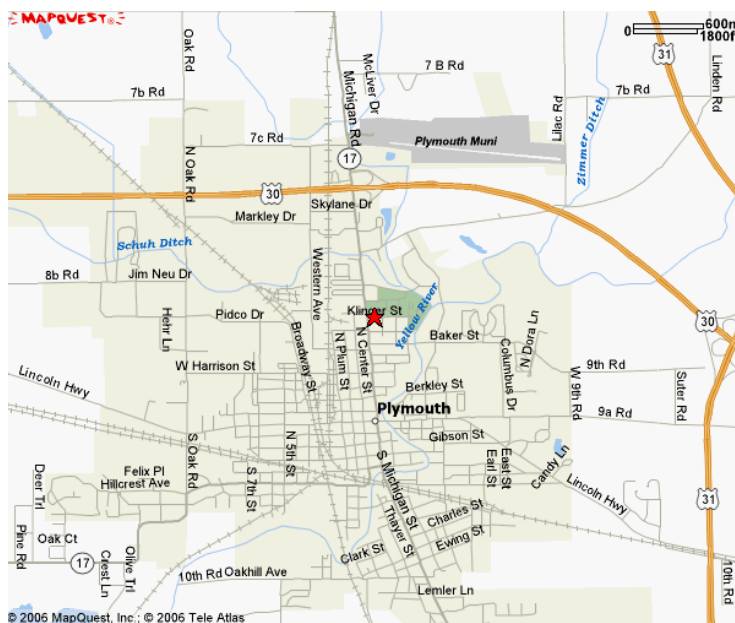 MAPQUEST®
600m
0
1800ft
Oak Rd
McLiver Dr
Michigan Rd
7 B Rd
31
Linden Rd
7b Rd
7b Rd
Lilac Rd
Zimmer Ditch
7c Rd
Plymouth Muni
17
N Oak Rd
30
Skylane Dr
Markley Dr
Schuh Ditch
Western Ave
8b Rd
Jim Neu Dr
Hehr Ln
Pidco Dr
Klinger St
Yellow River
30
Broadway St
N Plum St
N Center St
Baker St
N Dora Ln
Columbus Dr
W Harrison St
9th Rd
Lincoln Hwy
Berkley St
W 9th Rd
Suter Rd
Plymouth
9a Rd
Gibson St
S Oak Rd
N 5th St
S Michigan St
East St
Earl St
Candy Ln
Felix Pl
Hillcrest Ave
S 7th St
Deer Trl
Lincoln Hwy
31
Thayer St
Charles St
Pine Rd
Oak Ct
Ewing St
17
Crest Ln
Olive Trl
Clark St
10th Rd
10th Rd
Oakhill Ave
Lemler Ln
© 2006 MapQuest, Inc.; © 2006 Tele Atlas